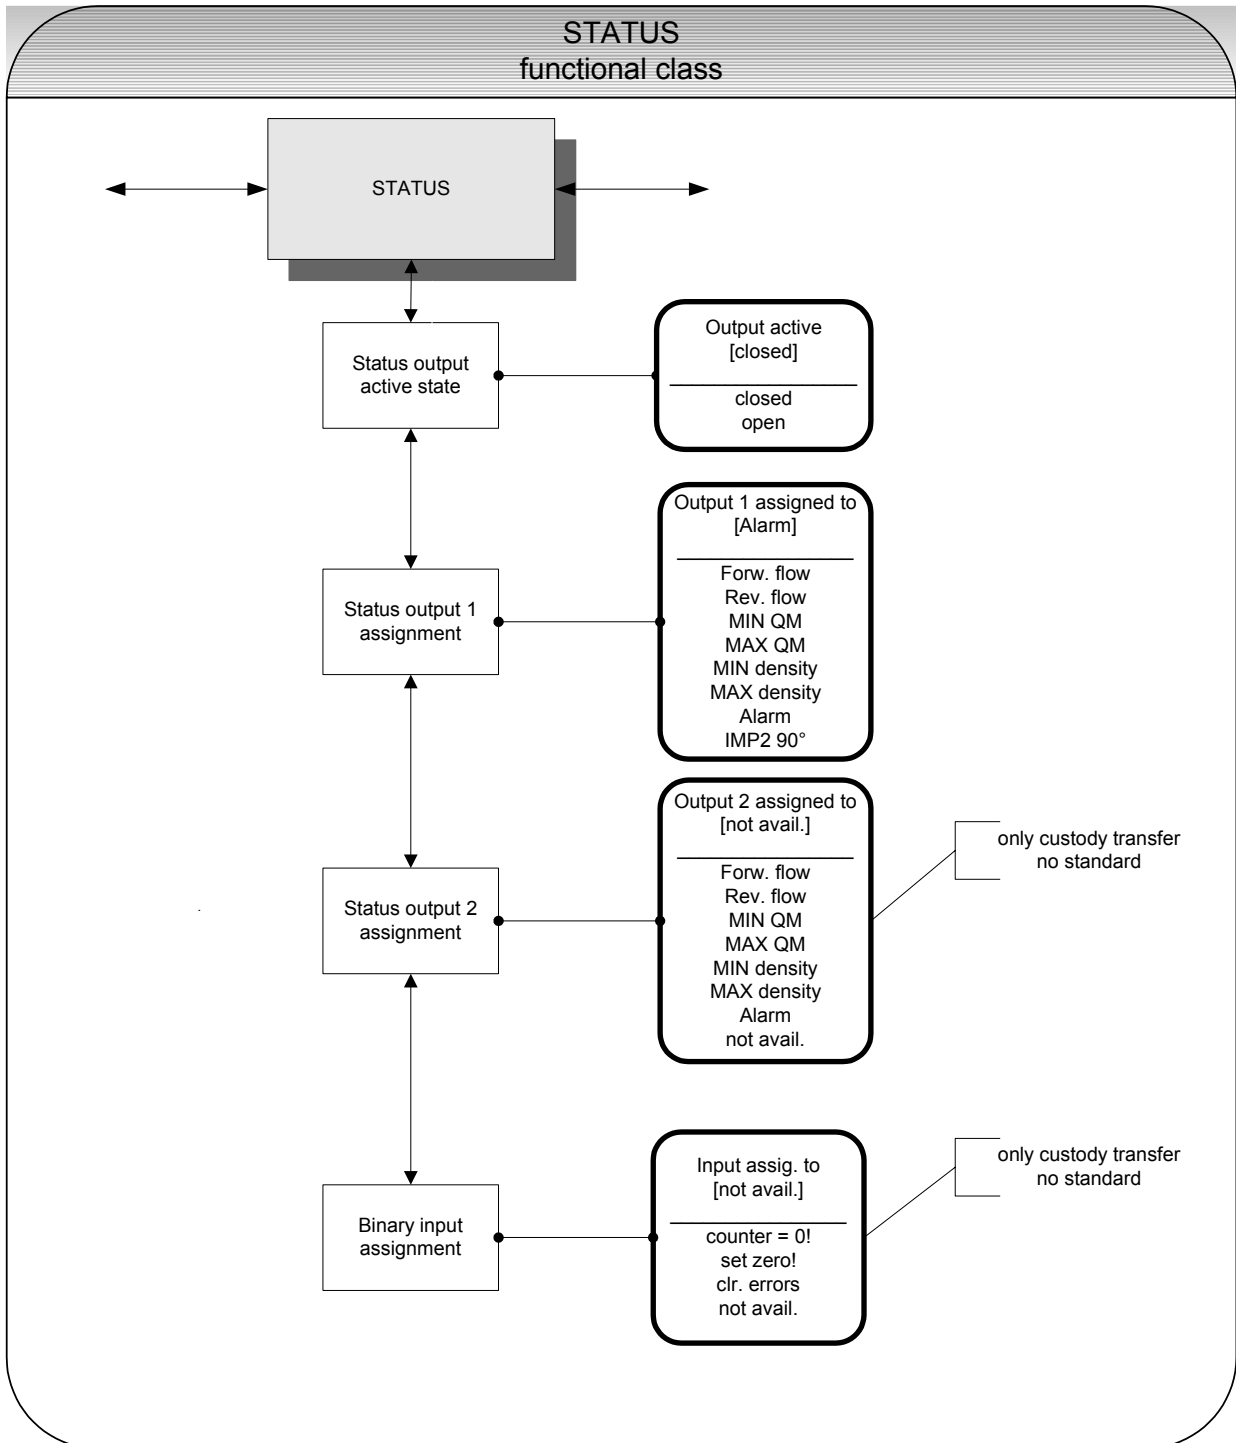 STATUS
functional class
STATUS
Status output
active state
Output active
[closed]
closed
open
Status output 1
assignment
Output 1 assigned to
[Alarm]
Forw. flow
Rev. flow
MIN QM
MAX QM
MIN density
MAX density
Alarm
IMP2 90°
Status output 2
assignment
Output 2 assigned to
[not avail.]
Forw. flow
Rev. flow
MIN QM
MAX QM
MIN density
MAX density
Alarm
not avail.
only custody transfer
no standard
Binary input
assignment
Input assig. to
[not avail.]
counter = 0!
set zero!
clr. errors
not avail.
only custody transfer
no standard